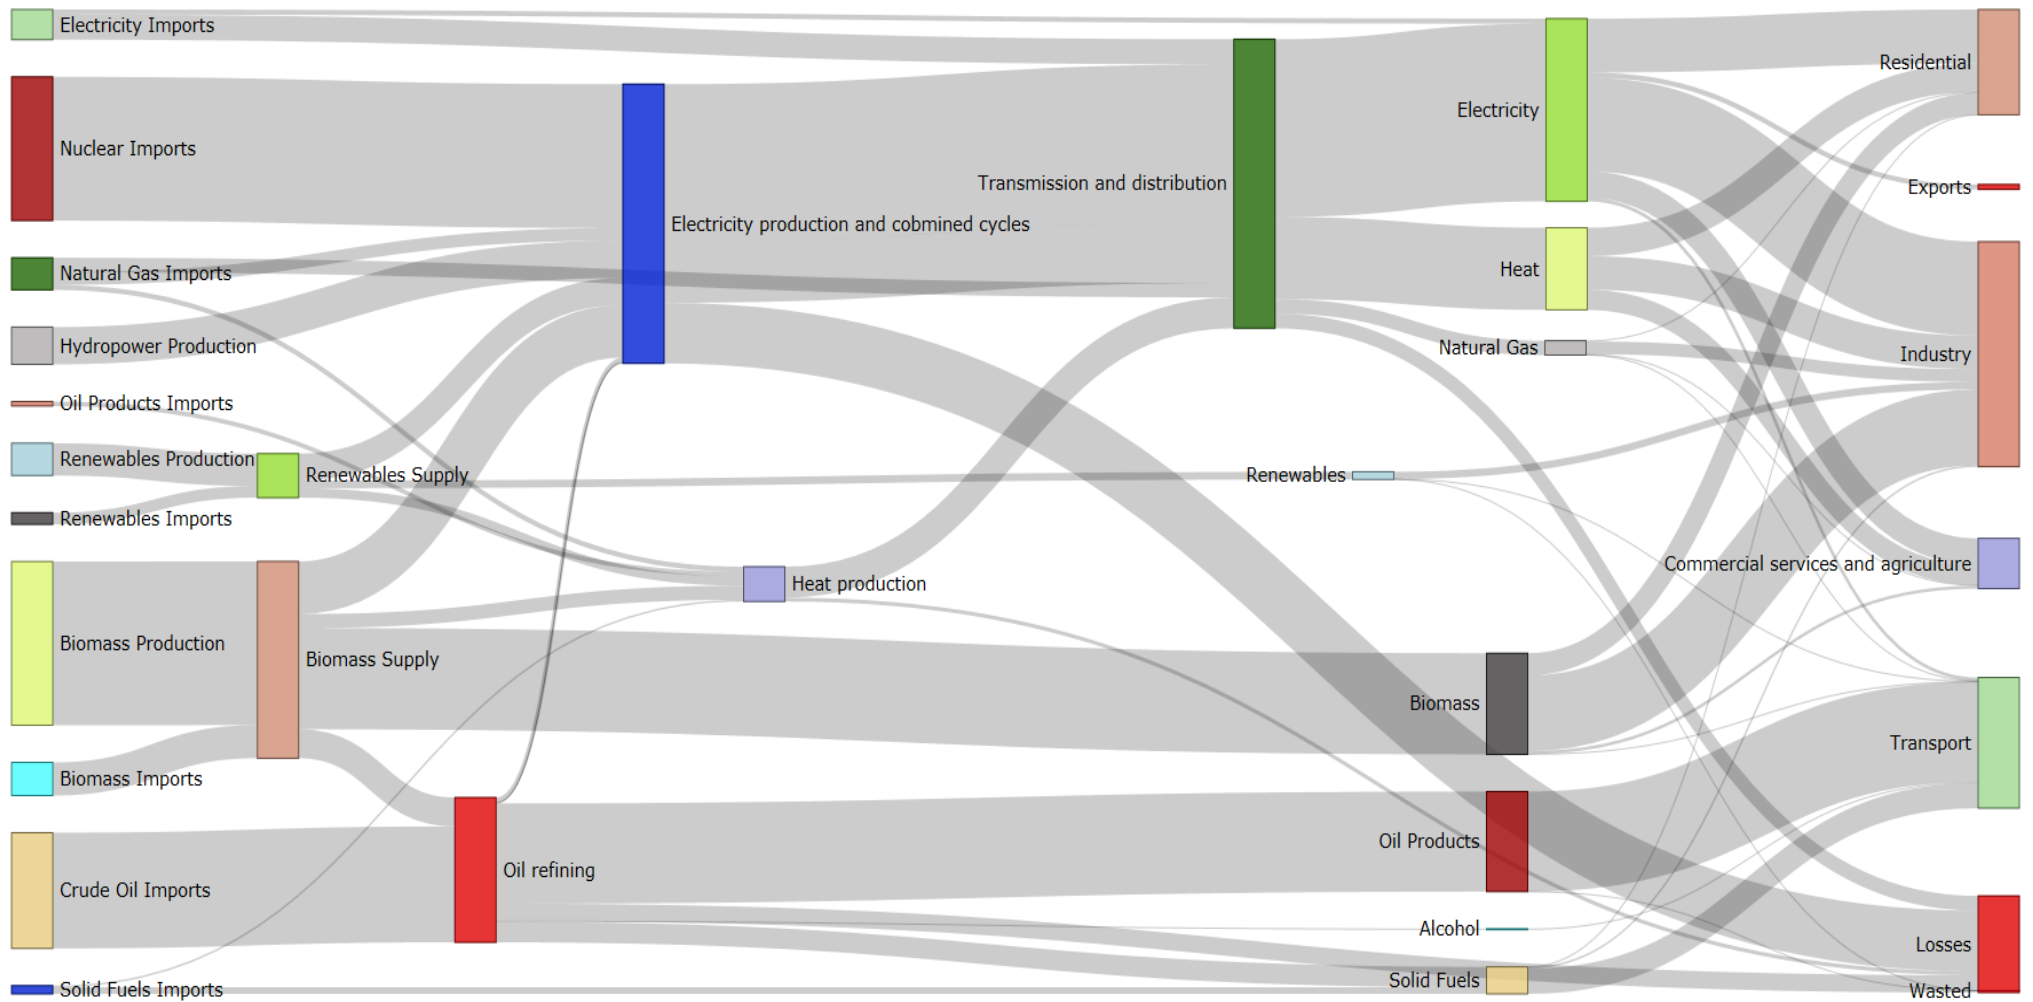 Electricity Imports
Nuclear Imports
Natural Gas Imports
Hydropower Production
Oil Products Imports
Renewables Production
Renewables Imports
Biomass Production
Biomass Imports
Crude Oil Imports
Solid Fuels Imports
Renewables Supply
Biomass Supply
Oil refining
Electricity production and cobmined cycles
Heat production
Transmission and distribution
Renewables
Electricity
Heat
Natural Gas
Biomass
Oil Products
Alcohol
Solid Fuels
Residential
Exports
Industry
Commercial services and agriculture
Transport
Losses
Wasted